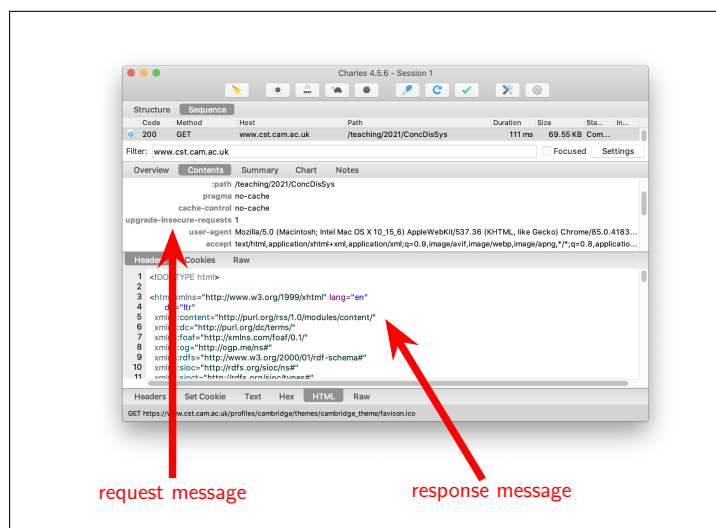 Charles 4.5.6 - Session 1
Structure Sequence
Code Method Host Path Duration Size Sta... In...
200 GET www.cst.cam.ac.uk /teaching/2021/ConcDisSys 111 ms 69.55 KB Com...
Filter: www.cst.cam.ac.uk Focused Settings
Overview Contents Summary Chart Notes
:path /teaching/2021/ConcDisSys
pragma no-cache
cache-control no-cache
upgrade-insecure-requests 1
user-agent Mozilla/5.0 (Macintosh; Intel Mac OS X 10_15_6) AppleWebKit/537.36 (KHTML, like Gecko) Chrome/85.0.4183...
accept text/html,application/xhtml+xml,application/xml;q=0.9,image/avif,image/webp,image/apng,*/*;q=0.8,applicatio...
Headers Cookies Raw
1 <!DOCTYPE html>
2
3 <html xmlns="http://www.w3.org/1999/xhtml" lang="en"
4 dir="ltr"
5 xmlns:content="http://purl.org/rss/1.0/modules/content/"
6 xmlns:dc="http://purl.org/dc/terms/"
7 xmlns:foaf="http://xmlns.com/foaf/0.1/"
8 xmlns:og="http://ogp.me/ns#"
9 xmlns:rdfs="http://www.w3.org/2000/01/rdf-schema#"
10 xmlns:sioc="http://rdfs.org/sioc/ns#"
11 xmlns:sioct="http://rdfs.org/sioc/types#"
Headers Set Cookie Text Hex HTML Raw
GET https://www.cst.cam.ac.uk/profiles/cambridge/themes/cambridge_theme/favicon.ico
request message
response message